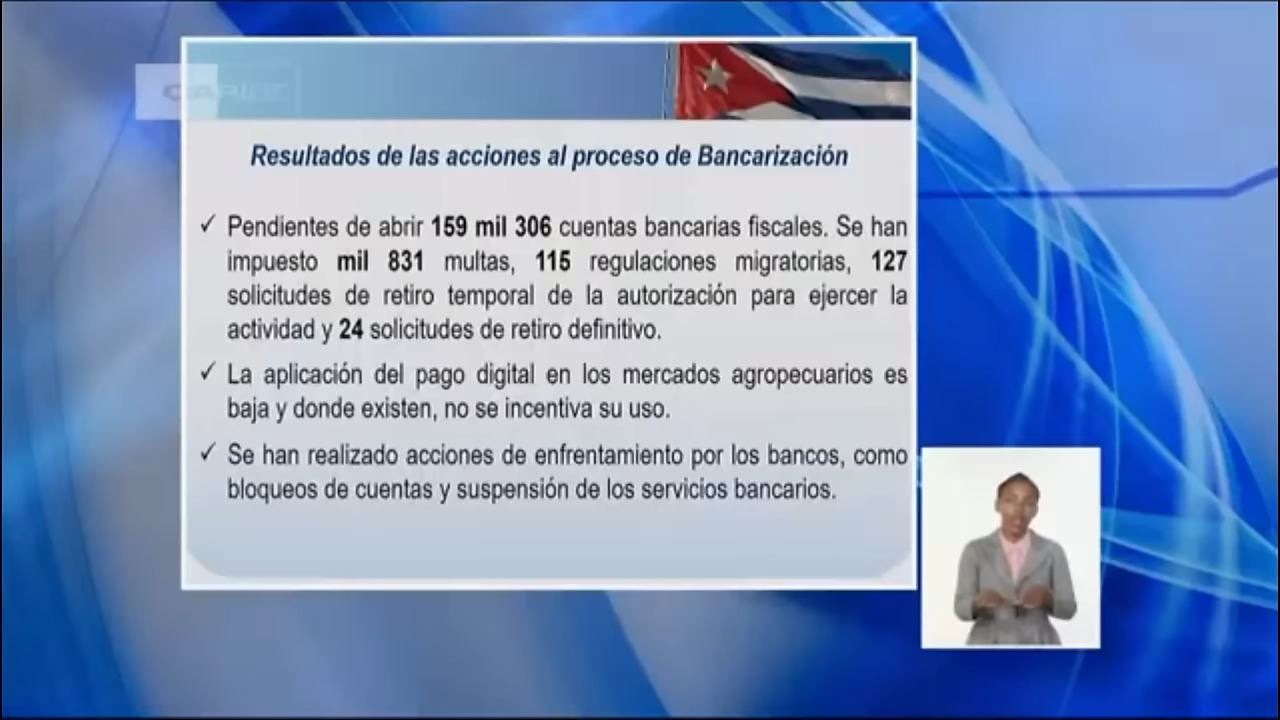 CARIBE
Resultados de las acciones al proceso de Bancarización
✓ Pendientes de abrir 159 mil 306 cuentas bancarias fiscales. Se han
impuesto mil 831 multas, 115 regulaciones migratorias, 127
solicitudes de retiro temporal de la autorización para ejercer la
actividad y 24 solicitudes de retiro definitivo.
✓ La aplicación del pago digital en los mercados agropecuarios es
baja y donde existen, no se incentiva su uso.
✓ Se han realizado acciones de enfrentamiento por los bancos, como
bloqueos de cuentas y suspensión de los servicios bancarios.